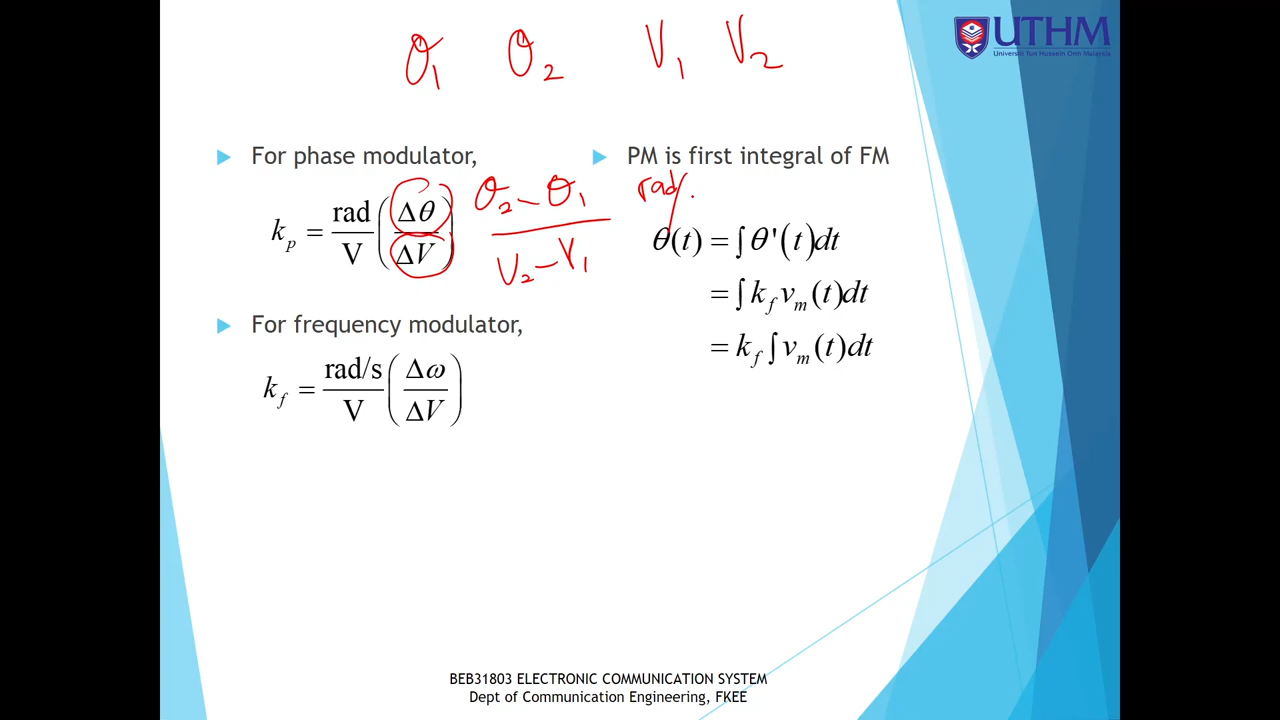 θ₁ θ₂ V₁ V₂
UTHM
Universiti Tun Hussein Onn Malaysia
For phase modulator,
k_p = rad/V (Δθ/ΔV) θ₂ - θ₁ / V₂ - V₁
For frequency modulator,
k_f = rad/s / V (Δω/ΔV)
PM is first integral of FM
rad/.
θ(t) = ∫ θ'(t)dt
= ∫ k_f v_m (t)dt
= k_f ∫ v_m (t)dt
BEB31803 ELECTRONIC COMMUNICATION SYSTEM
Dept of Communication Engineering, FKEE